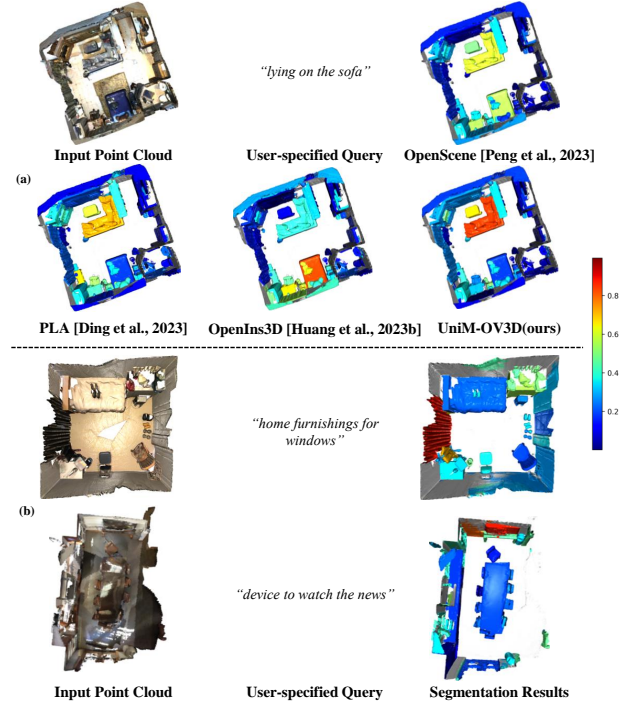 “lying on the sofa”
Input Point Cloud
User-specified Query
OpenScene [Peng et al., 2023]
(a)
PLA [Ding et al., 2023]
OpenIns3D [Huang et al., 2023b]
UniM-OV3D(ours)
0.8
0.6
0.4
0.2
“home furnishings for
windows”
(b)
“device to watch the news”
Input Point Cloud
User-specified Query
Segmentation Results